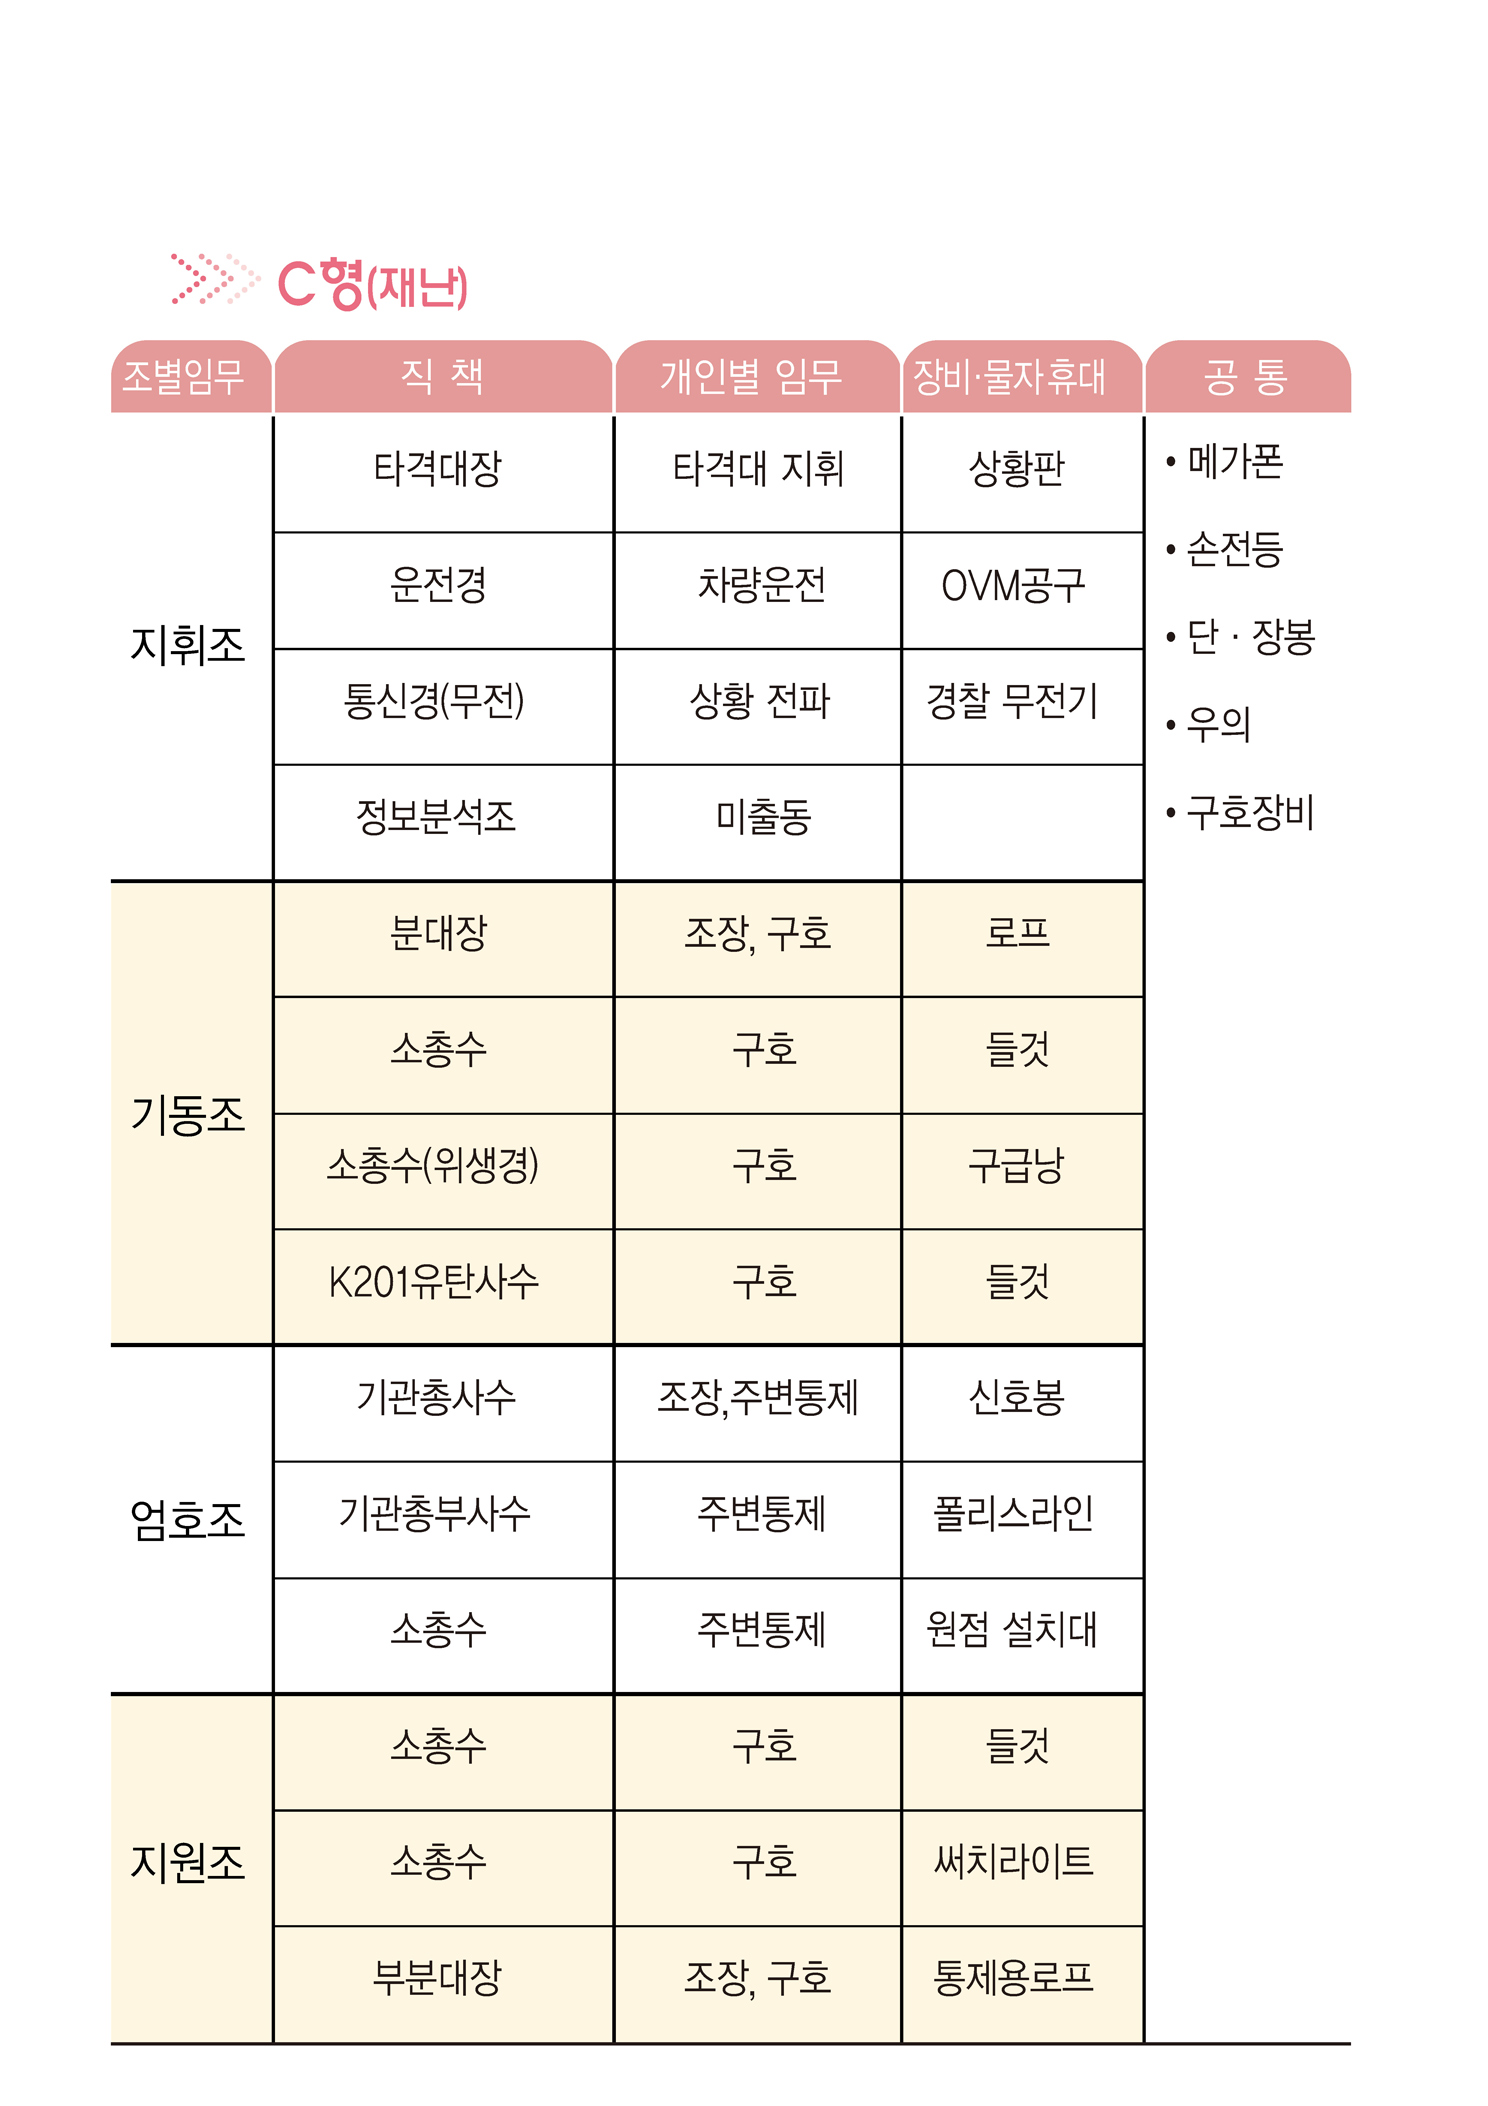 C형(재난)
조별임무 직 책 개인별 임무 장비·물자휴대 공 통
지휘조
타격대장 타격대 지휘 상황판
운전경 차량운전 OVM공구
통신경(무전) 상황 전파 경찰 무전기
정보분석조 미출동
• 메가폰
• 손전등
• 단 · 장봉
• 우의
• 구호장비
기동조
분대장 조장, 구호 로프
소총수 구호 들것
소총수(위생경) 구호 구급낭
K201유탄사수 구호 들것
엄호조
기관총사수 조장,주변통제 신호봉
기관총부사수 주변통제 폴리스라인
소총수 주변통제 원점 설치대
지원조
소총수 구호 들것
소총수 구호 써치라이트
부분대장 조장, 구호 통제용로프